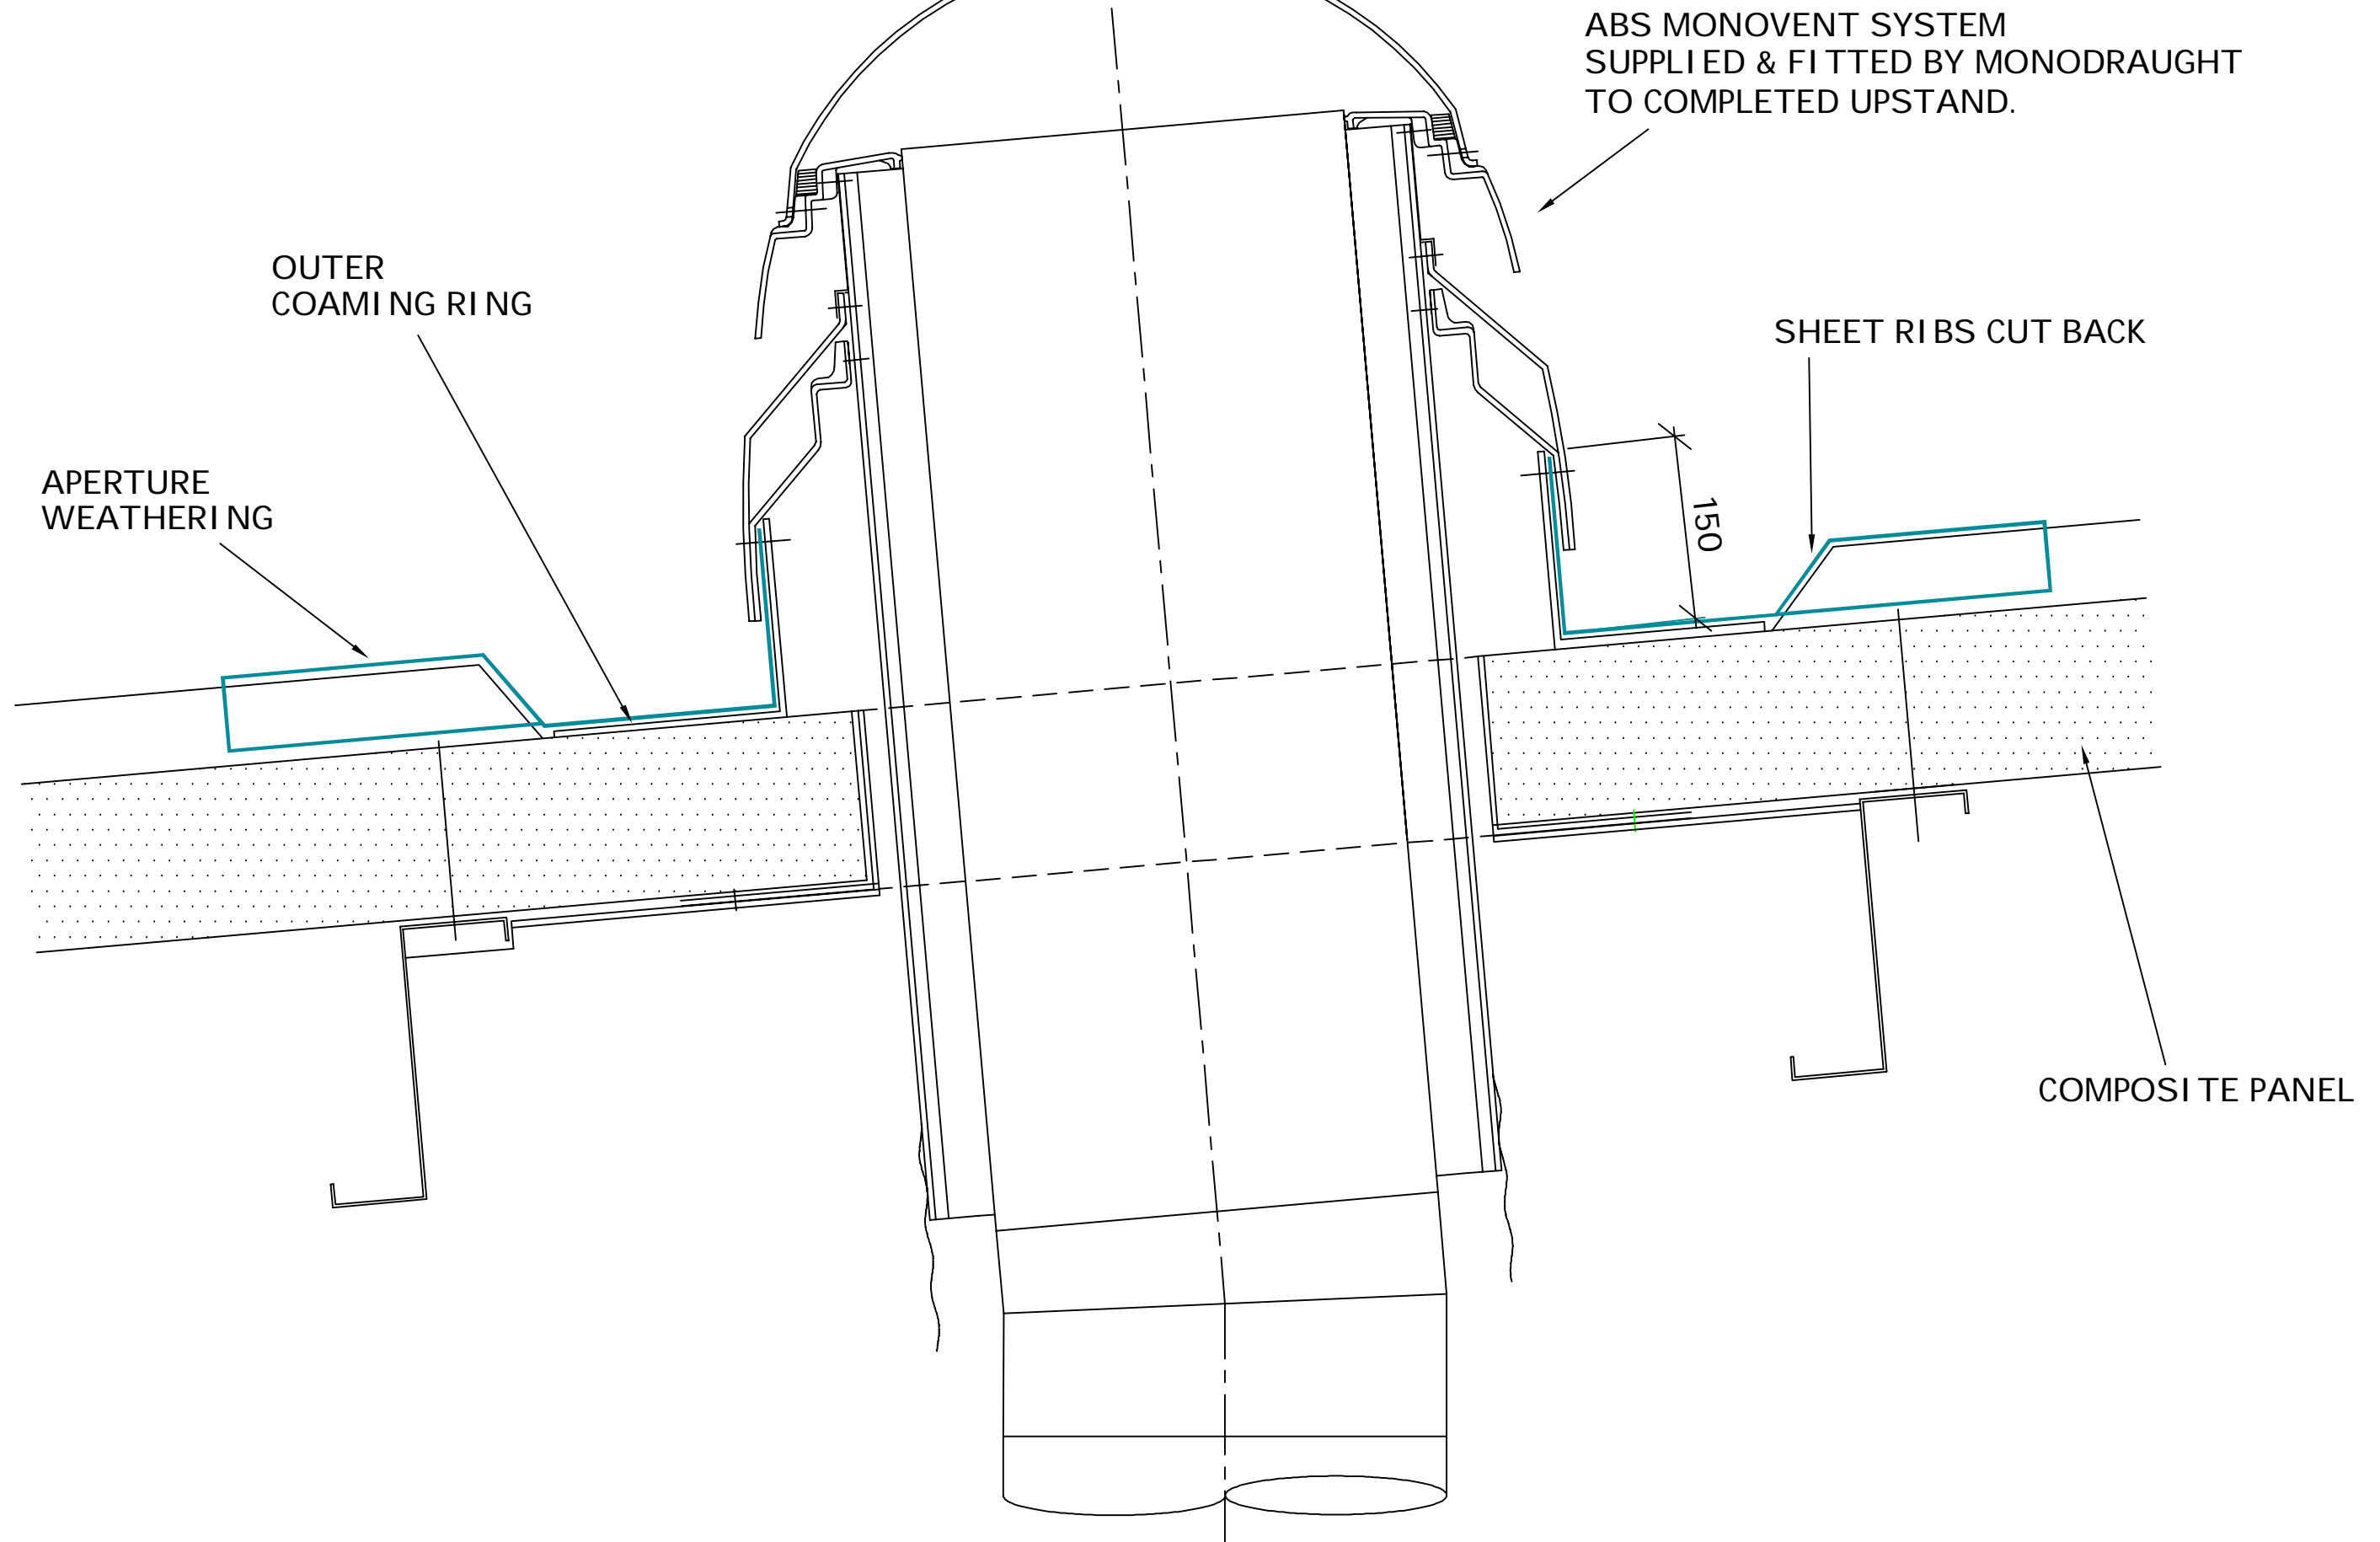 ABS MONOVENT SYSTEM
SUPPLIED & FITTED BY MONODRAUGHT
TO COMPLETED UPSTAND.
OUTER
COAMING RING
SHEET RIBS CUT BACK
APERTURE
WEATHERING
150
COMPOSITE PANEL